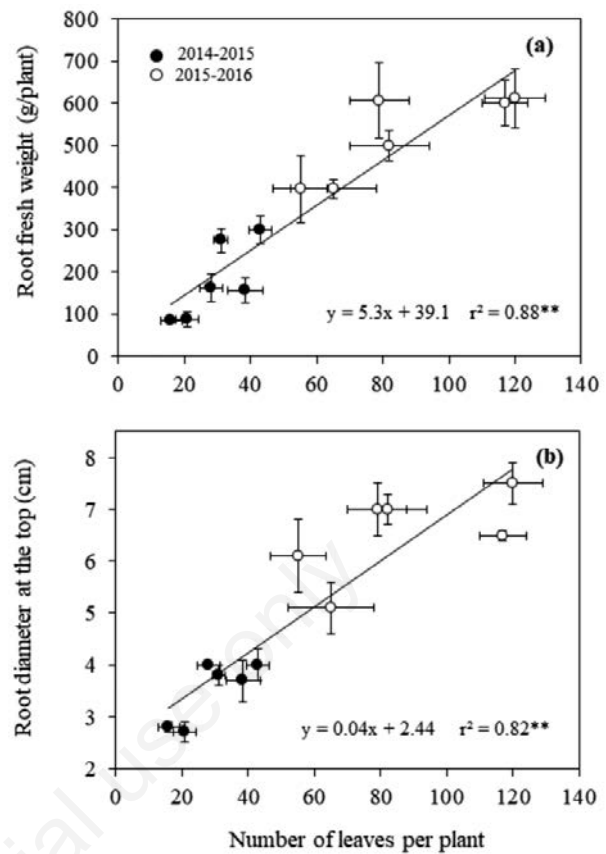 (a)
2014-2015
2015-2016
Root fresh weight (g/plant)
800
700
600
500
400
300
200
100
0
y = 5.3x + 39.1 r² = 0.88**
0 20 40 60 80 100 120 140
(b)
Root diameter at the top (cm)
8
7
6
5
4
3
2
y = 0.04x + 2.44 r² = 0.82**
0 20 40 60 80 100 120 140
Number of leaves per plant
ial use only